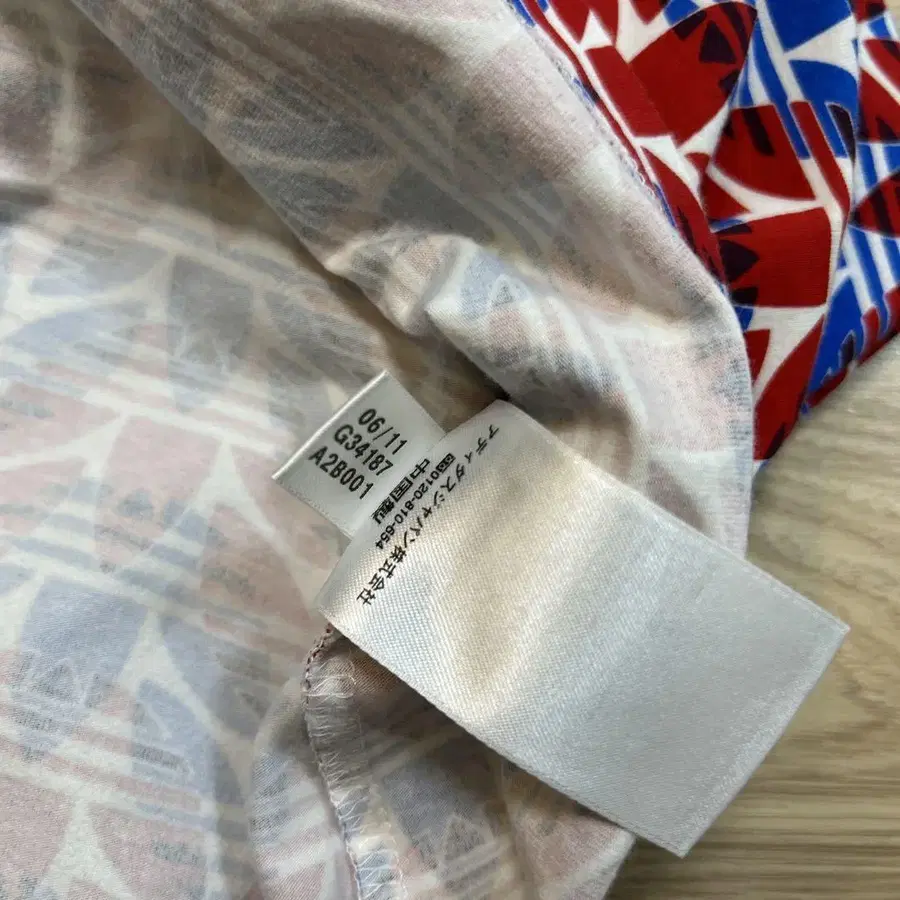 06/11
G34187
A2B001
アディダスジャパン株式会社
0120-810-654
中国製